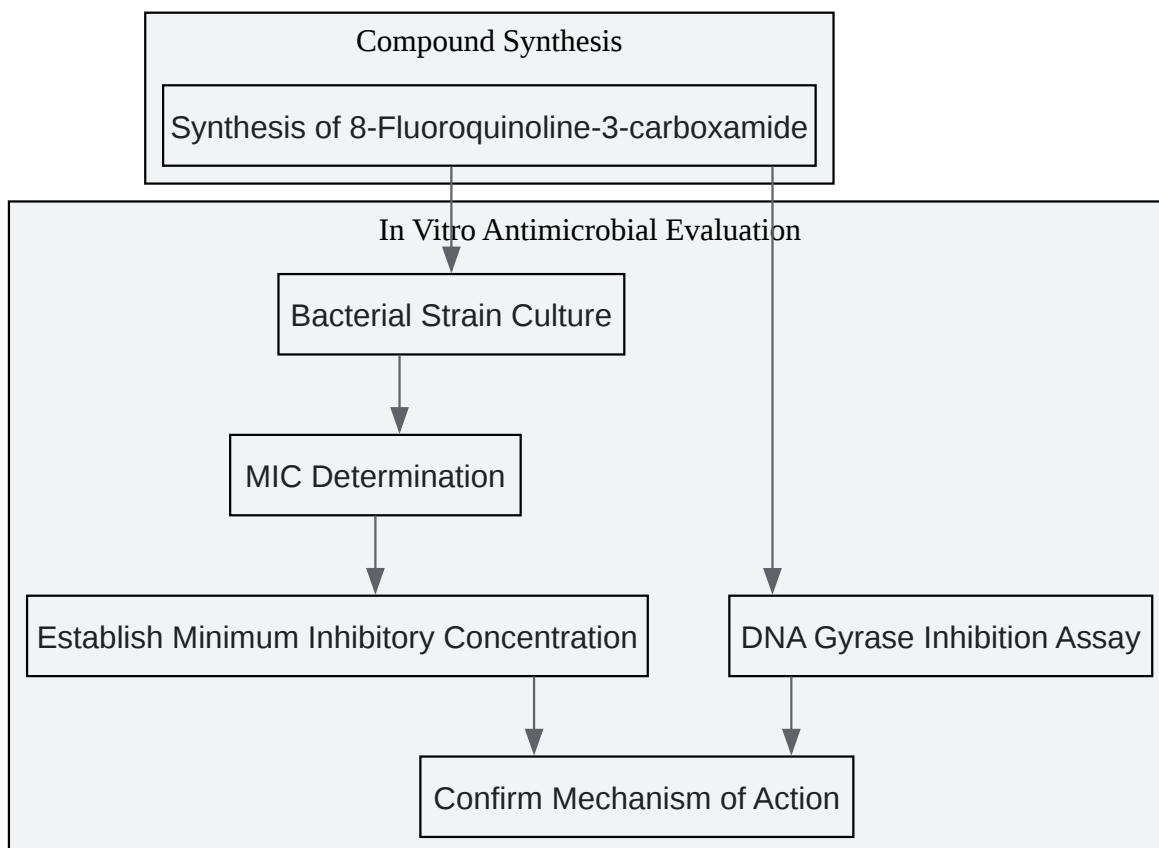 Compound Synthesis
Synthesis of 8-Fluoroquinoline-3-carboxamide
In Vitro Antimicrobial Evaluation
Bacterial Strain Culture
MIC Determination
Establish Minimum Inhibitory Concentration
DNA Gyrase Inhibition Assay
Confirm Mechanism of Action